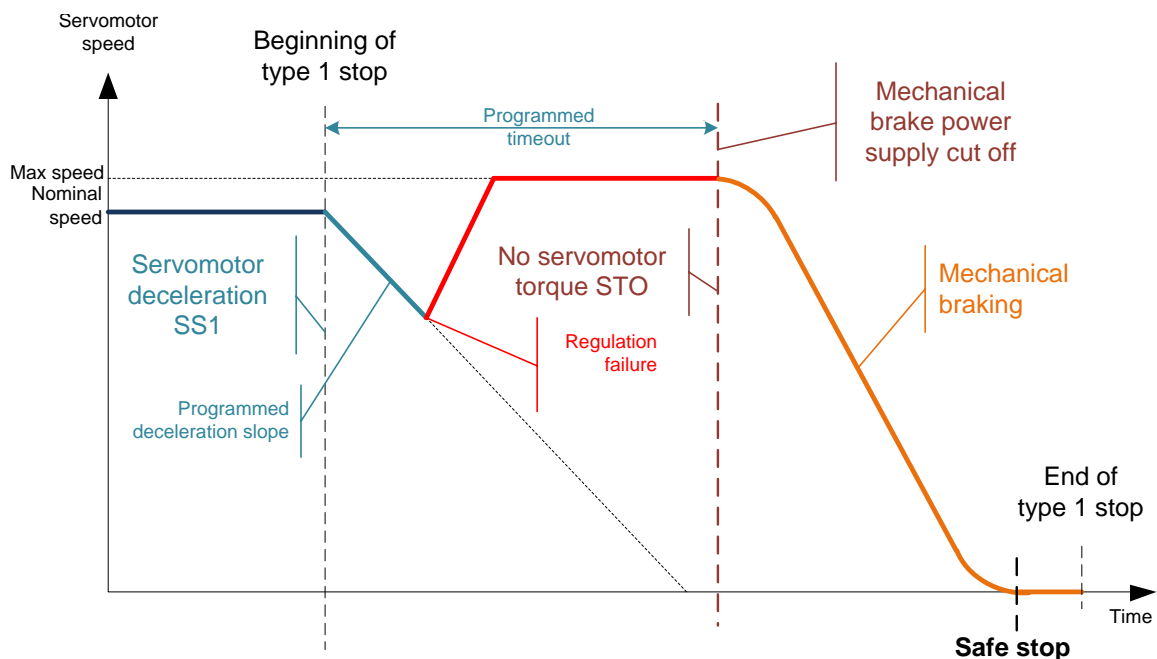 Servomotor
speed
Beginning of
type 1 stop
Programmed
timeout
Mechanical
brake power
supply cut off
Max speed
Nominal
speed
Servomotor
deceleration
SS1
No servomotor
torque STO
Mechanical
braking
Regulation
failure
Programmed
deceleration slope
End of
type 1 stop
Time
Safe stop